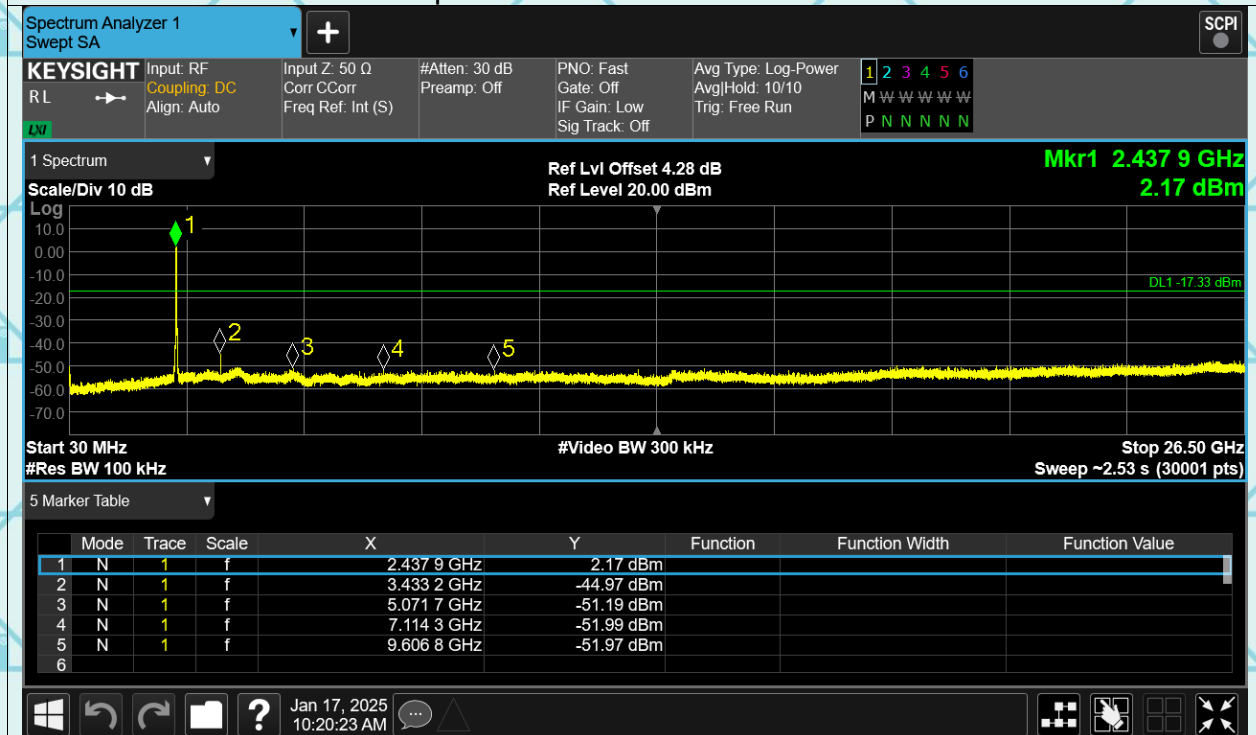 Spectrum Analyzer 1
Swept SA
+
SCPI
KEYSIGHT
RL
LXI
Input: RF
Coupling: DC
Align: Auto
Input Z: 50 Ω
Corr CCorr
Freq Ref: Int (S)
#Atten: 30 dB
Preamp: Off
PNO: Fast
Gate: Off
IF Gain: Low
Sig Track: Off
Avg Type: Log-Power
Avg|Hold: 10/10
Trig: Free Run
1 2 3 4 5 6
M W W W W W W
P N N N N N N
1 Spectrum
Scale/Div 10 dB
Ref Lvl Offset 4.28 dB
Ref Level 20.00 dBm
Mkr1 2.437 9 GHz
2.17 dBm
Log
10.0
0.00
-10.0
-20.0
-30.0
-40.0
-50.0
-60.0
-70.0
1
2
3
4
5
DL1 -17.33 dBm
Start 30 MHz
#Video BW 300 kHz
Stop 26.50 GHz
#Res BW 100 kHz
Sweep ~2.53 s (30001 pts)
5 Marker Table
Mode Trace Scale X Y Function Function Width Function Value
1 N 1 f 2.437 9 GHz 2.17 dBm
2 N 1 f 3.433 2 GHz -44.97 dBm
3 N 1 f 5.071 7 GHz -51.19 dBm
4 N 1 f 7.114 3 GHz -51.99 dBm
5 N 1 f 9.606 8 GHz -51.97 dBm
6
?
Jan 17, 2025
10:20:23 AM